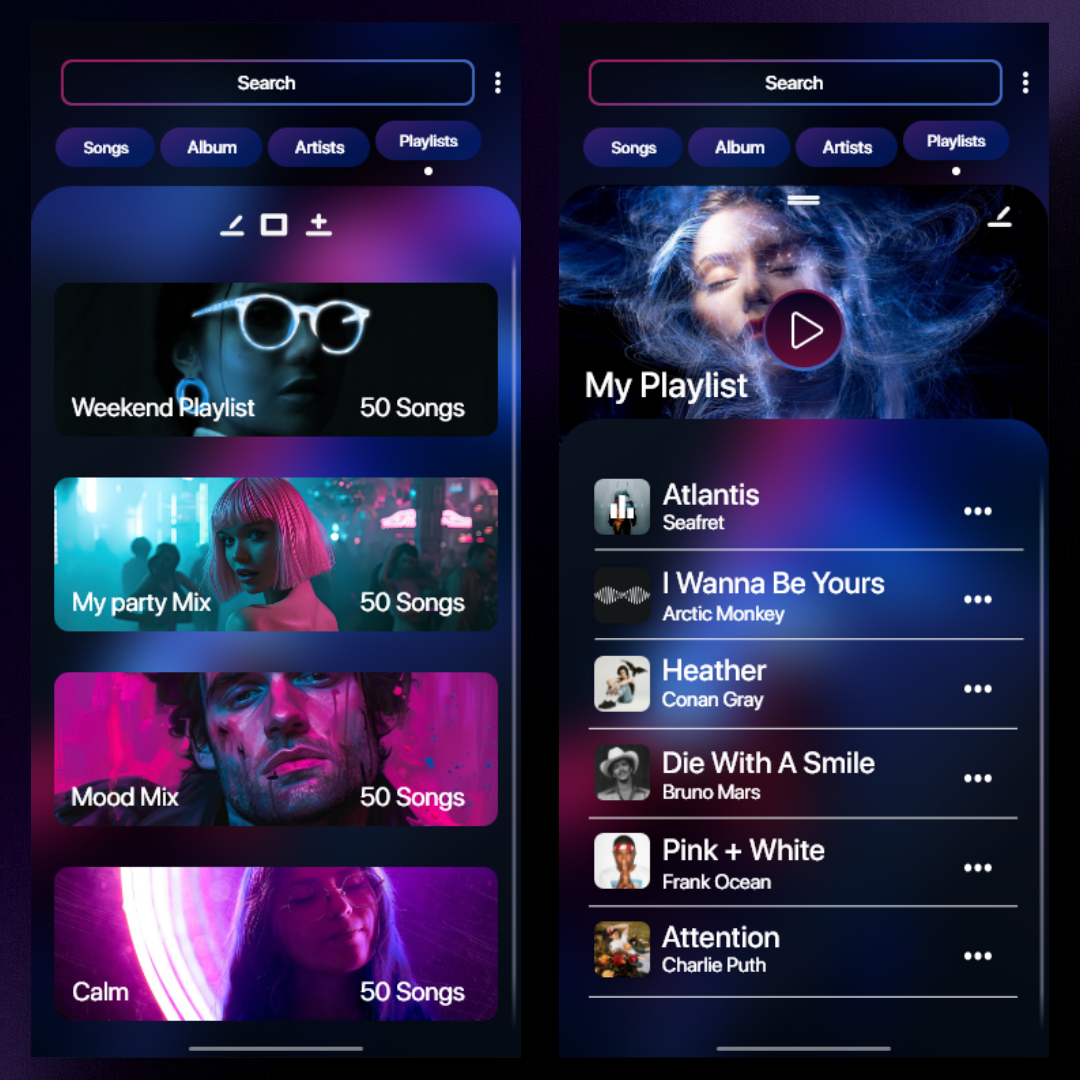 Search
Songs Album Artists Playlists
Weekend Playlist 50 Songs
My party Mix 50 Songs
Mood Mix 50 Songs
Calm 50 Songs
Search
Songs Album Artists Playlists
My Playlist
Atlantis
Seafret
I Wanna Be Yours
Arctic Monkey
Heather
Conan Gray
Die With A Smile
Bruno Mars
Pink + White
Frank Ocean
Attention
Charlie Puth